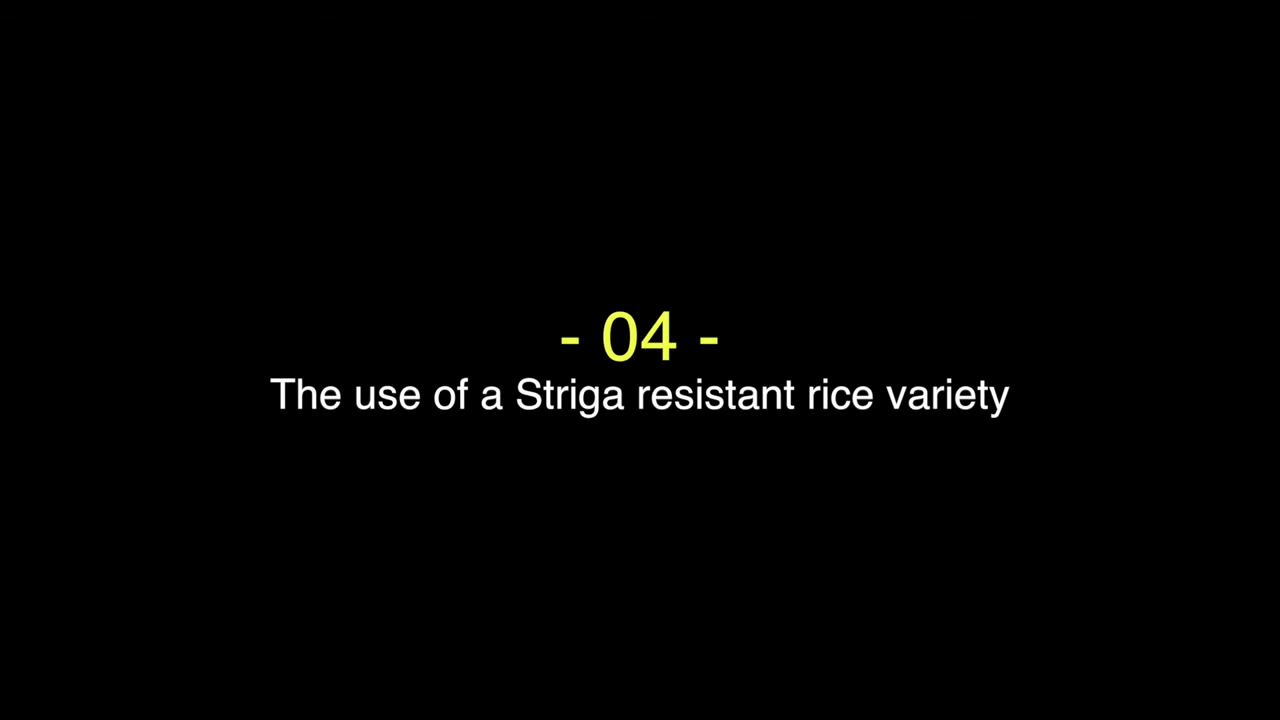 - 04 -
The use of a Striga resistant rice variety